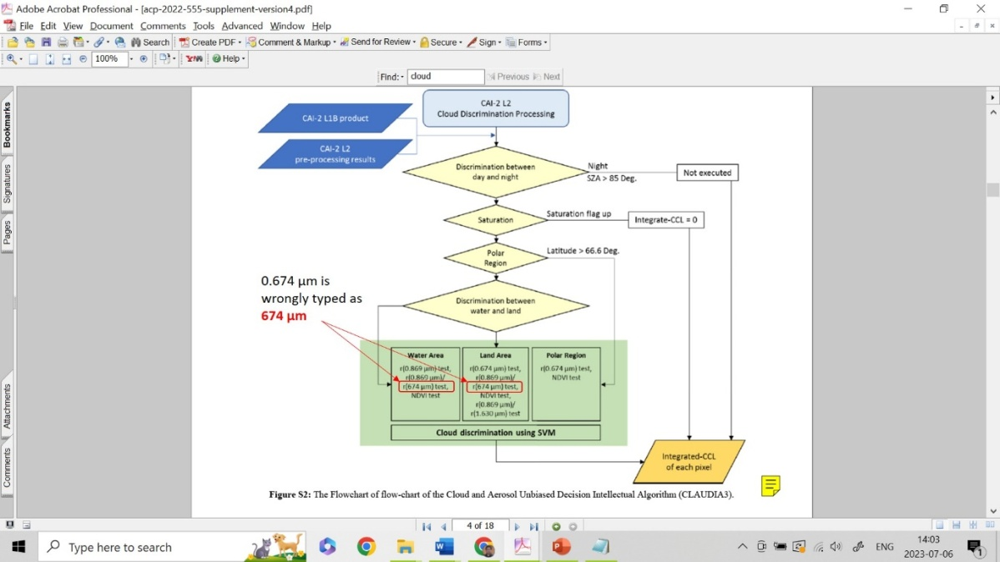 Adobe Acrobat Professional - [acp-2022-555-supplement-version4.pdf]
File Edit View Document Comments Tools Advanced Window Help
Search Create PDF Comment & Markup Send for Review Secure Sign Forms
100% Y!M Help
Find: cloud Previous Next
Bookmarks
Signatures
Pages
Attachments
Comments
CAI-2 L1B product
CAI-2 L2
pre-processing results
CAI-2 L2
Cloud Discrimination Processing
Discrimination between
day and night
Night
SZA > 85 Deg.
Not executed
Saturation
Saturation flag up
Integrate-CCL = 0
Polar
Region
Latitude > 66.6 Deg.
Discrimination between
water and land
0.674 µm is
wrongly typed as
674 µm
Water Area
r(0.869 µm) test,
r(0.869 µm)/
r(674 µm) test,
NDVI test
Land Area
r(0.674 µm) test,
r(0.869 µm)/
r(674 µm) test,
NDVI test,
r(0.869 µm)/
r(1.630 µm) test
Polar Region
r(0.674 µm) test,
NDVI test
Cloud discrimination using SVM
Integrated-CCL
of each pixel
Figure S2: The Flowchart of flow-chart of the Cloud and Aerosol Unbiased Decision Intellectual Algorithm (CLAUDIA3).
4 of 18
Type here to search
ENG
14:03
2023-07-06
1